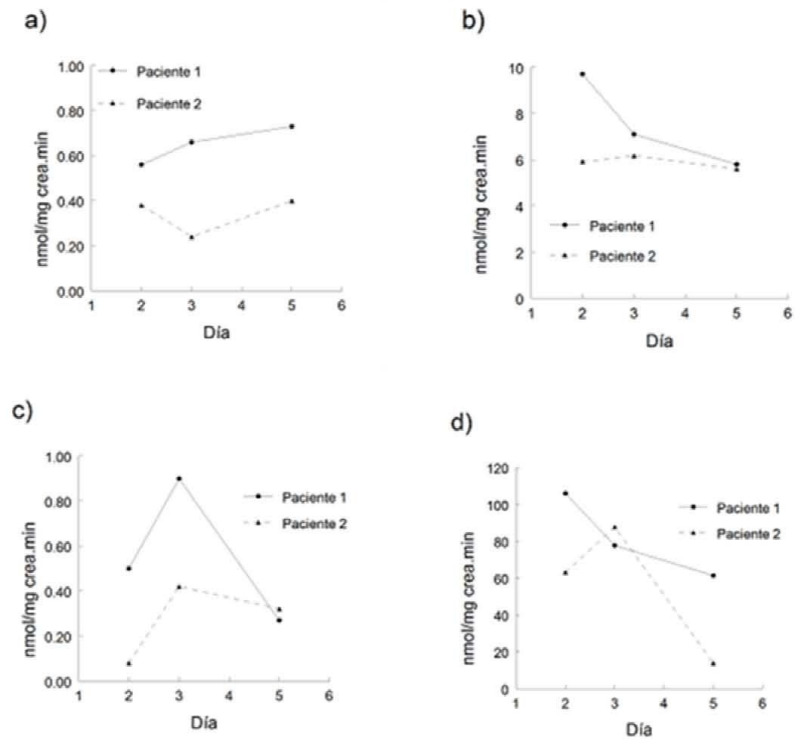 a)
1.00
0.80
0.60
0.40
0.20
0.00
nmol/mg crea.min
Paciente 1
Paciente 2
1 2 3 4 5 6
Día
b)
10
8
6
4
2
0
nmol/mg crea.min
Paciente 1
Paciente 2
1 2 3 4 5 6
Día
c)
1.00
0.80
0.60
0.40
0.20
0.00
nmol/mg crea.min
Paciente 1
Paciente 2
1 2 3 4 5 6
Día
d)
120
100
80
60
40
20
0
nmol/mg crea.min
Paciente 1
Paciente 2
1 2 3 4 5 6
Día